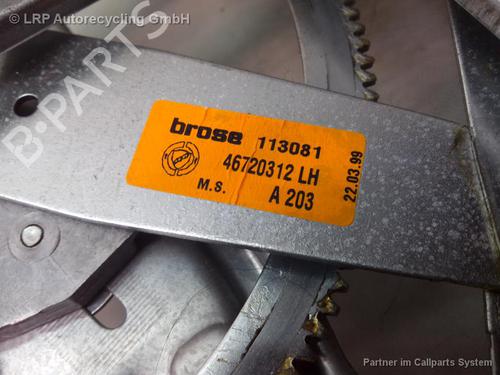 © LRP Autorecycling GmbH
B-PARTS
brose 113081
46720312 LH
M.S. A 203
22.03.99
Partner im Callparts System